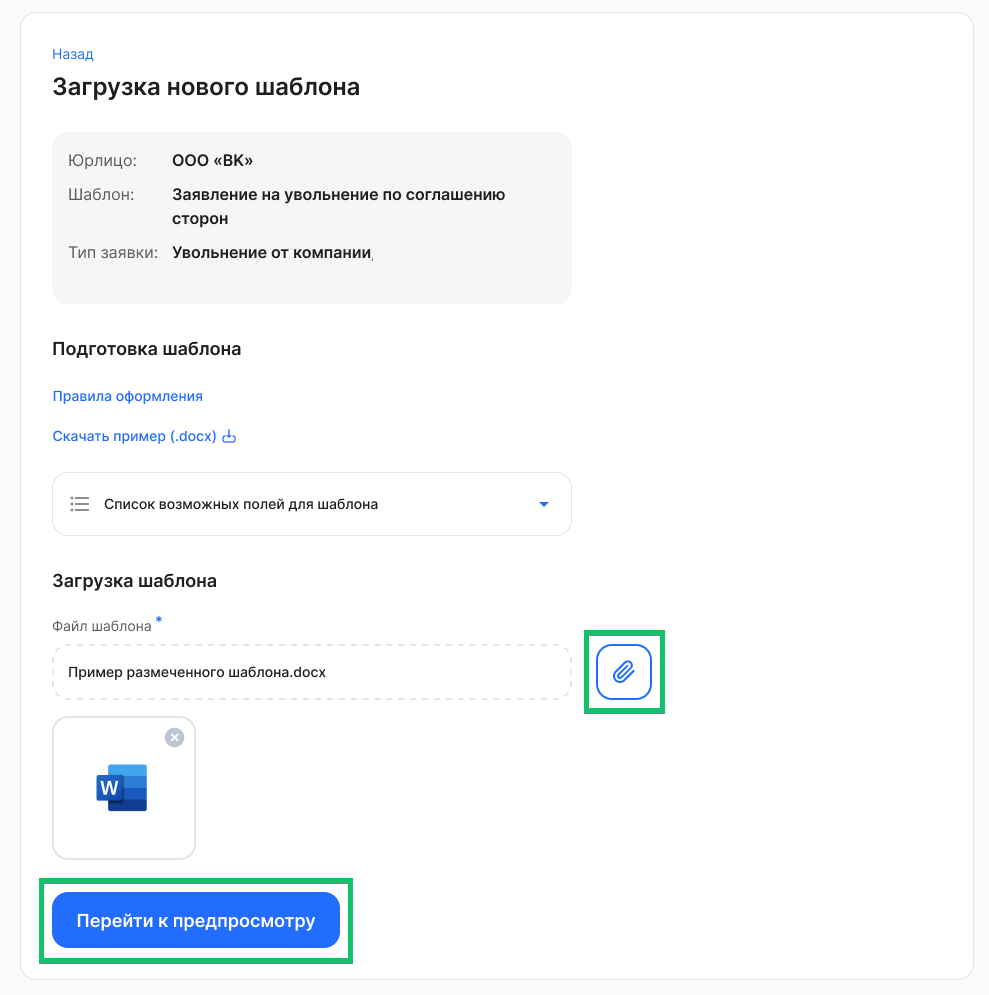 Назад
Загрузка нового шаблона
Юрлицо: ООО «ВК»
Шаблон: Заявление на увольнение по соглашению
сторон
Тип заявки: Увольнение от компании,
Подготовка шаблона
Правила оформления
Скачать пример (.docx)
Список возможных полей для шаблона
Загрузка шаблона
Файл шаблона *
Пример размеченного шаблона.docx
W
Перейти к предпросмотру